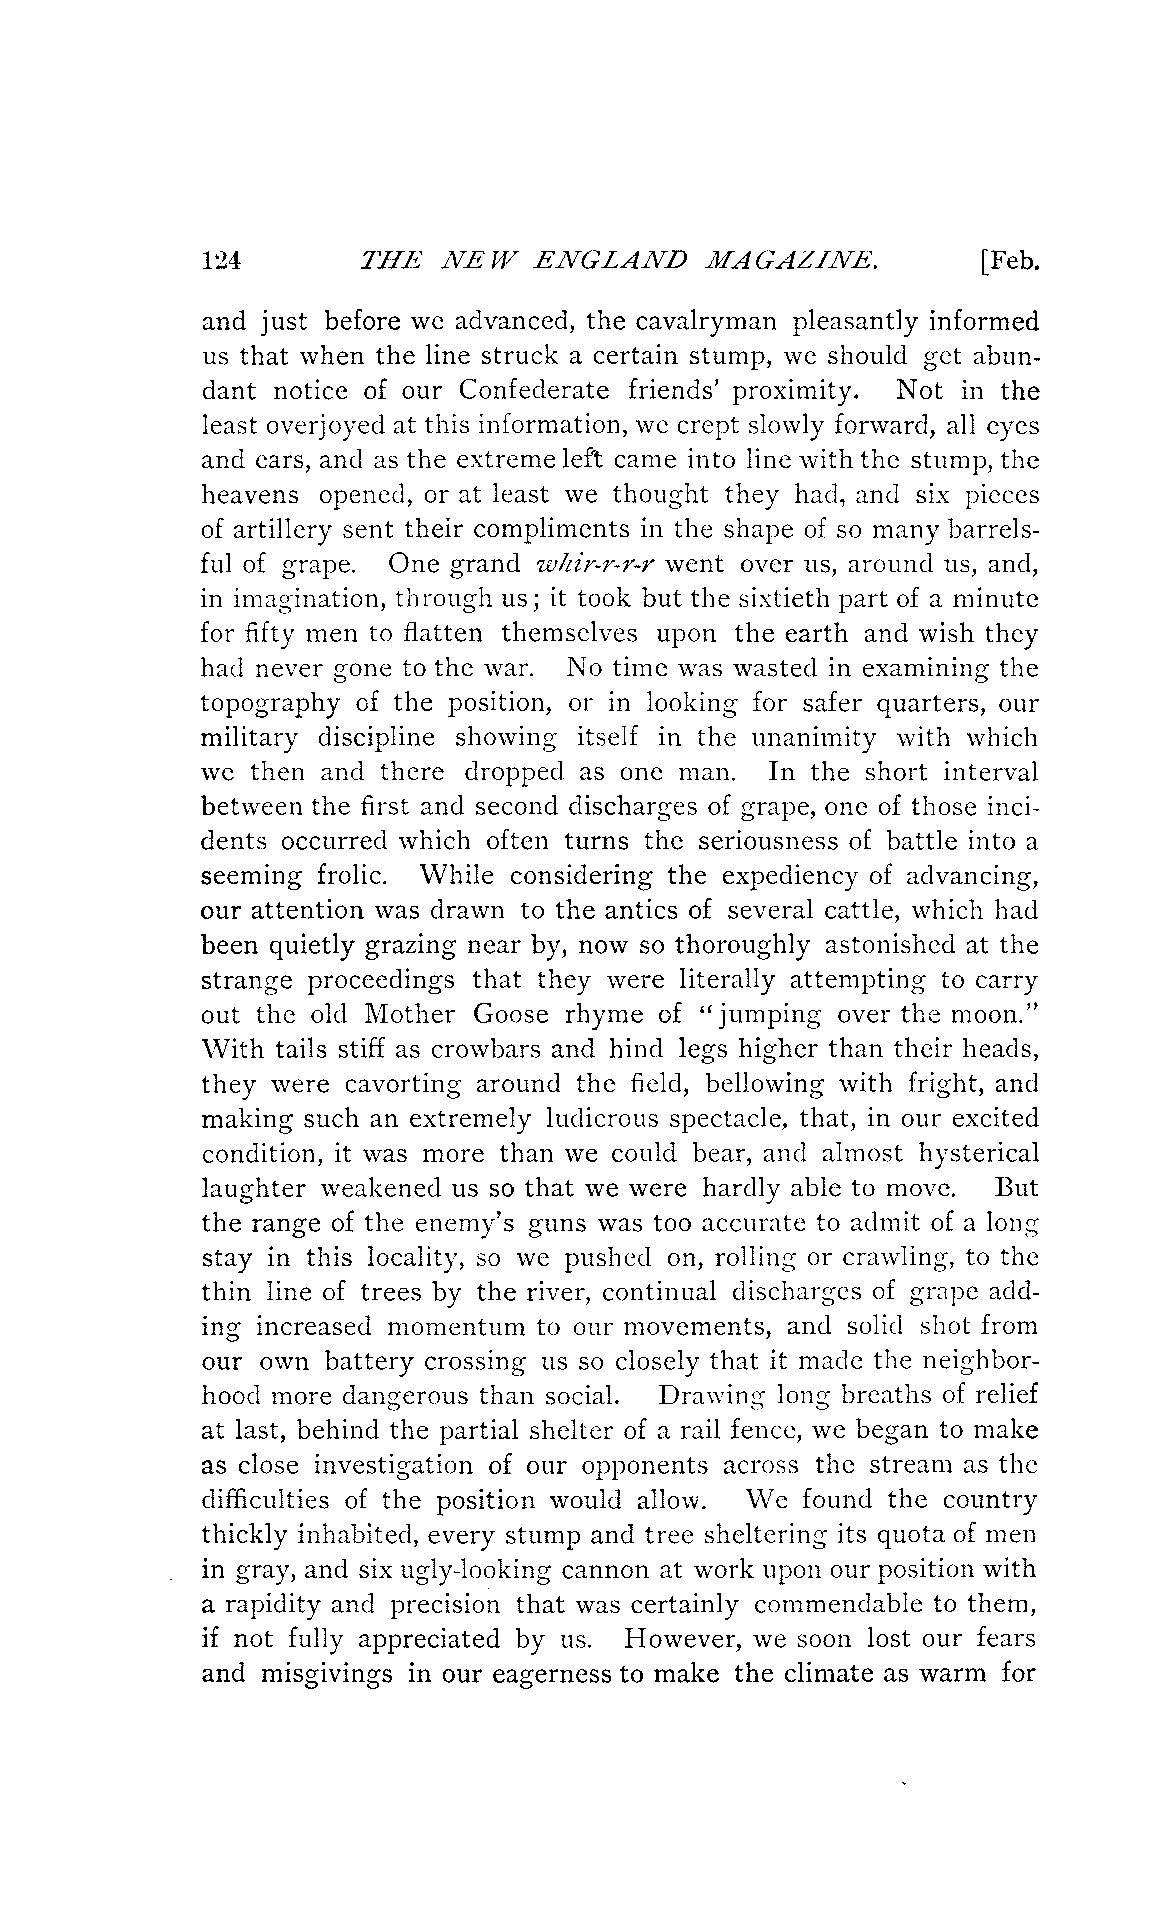 124 THE NEW ENGLAND MAGAZINE. [Feb.
and just before we advanced, the cavalryman pleasantly informed
us that when the line struck a certain stump, we should get abun-
dant notice of our Confederate friends' proximity. Not in the
least overjoyed at this information, we crept slowly forward, all eyes
and ears, and as the extreme left came into line with the stump, the
heavens opened, or at least we thought they had, and six pieces
of artillery sent their compliments in the shape of so many barrels-
ful of grape. One grand whir-r-r-r went over us, around us, and,
in imagination, through us; it took but the sixtieth part of a minute
for fifty men to flatten themselves upon the earth and wish they
had never gone to the war. No time was wasted in examining the
topography of the position, or in looking for safer quarters, our
military discipline showing itself in the unanimity with which
we then and there dropped as one man. In the short interval
between the first and second discharges of grape, one of those inci-
dents occurred which often turns the seriousness of battle into a
seeming frolic. While considering the expediency of advancing,
our attention was drawn to the antics of several cattle, which had
been quietly grazing near by, now so thoroughly astonished at the
strange proceedings that they were literally attempting to carry
out the old Mother Goose rhyme of "jumping over the moon."
With tails stiff as crowbars and hind legs higher than their heads,
they were cavorting around the field, bellowing with fright, and
making such an extremely ludicrous spectacle, that, in our excited
condition, it was more than we could bear, and almost hysterical
laughter weakened us so that we were hardly able to move. But
the range of the enemy's guns was too accurate to admit of a long
stay in this locality, so we pushed on, rolling or crawling, to the
thin line of trees by the river, continual discharges of grape add-
ing increased momentum to our movements, and solid shot from
our own battery crossing us so closely that it made the neighbor-
hood more dangerous than social. Drawing long breaths of relief
at last, behind the partial shelter of a rail fence, we began to make
as close investigation of our opponents across the stream as the
difficulties of the position would allow. We found the country
thickly inhabited, every stump and tree sheltering its quota of men
in gray, and six ugly-looking cannon at work upon our position with
a rapidity and precision that was certainly commendable to them,
if not fully appreciated by us. However, we soon lost our fears
and misgivings in our eagerness to make the climate as warm for